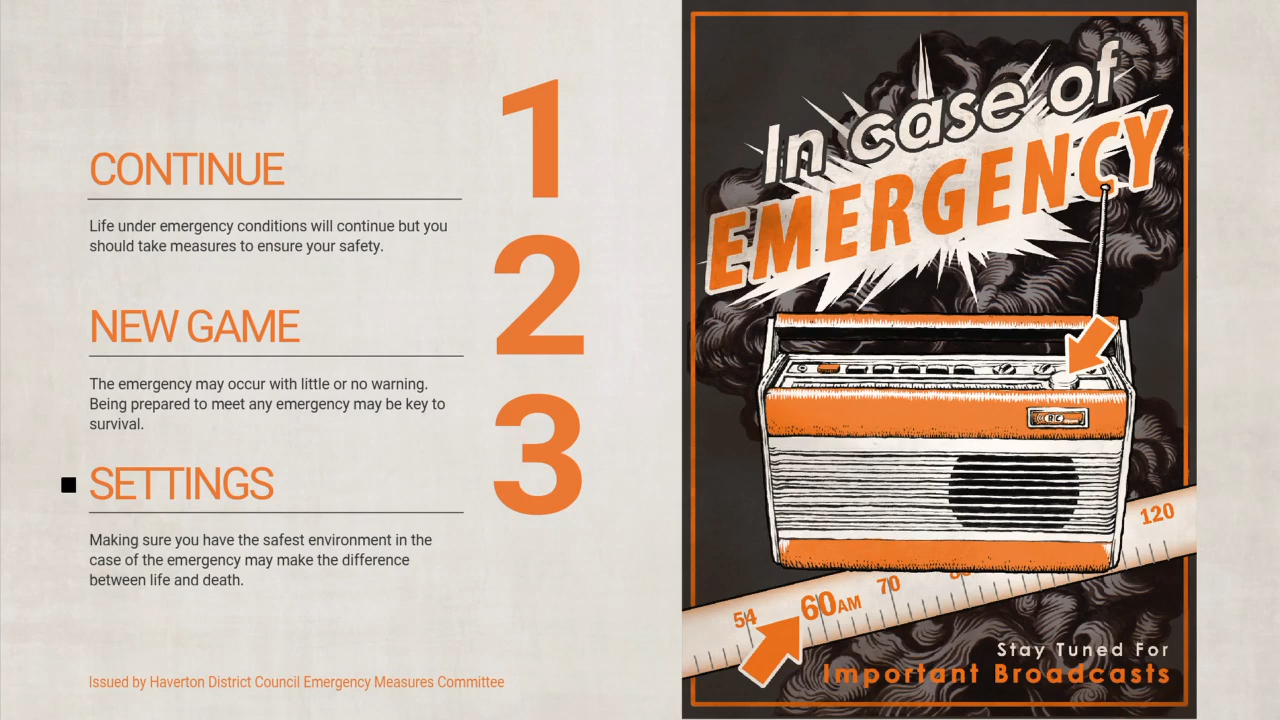 1
CONTINUE
Life under emergency conditions will continue but you
should take measures to ensure your safety.
2
NEW GAME
The emergency may occur with little or no warning.
Being prepared to meet any emergency may be key to
survival.
3
SETTINGS
Making sure you have the safest environment in the
case of the emergency may make the difference
between life and death.
Issued by Haverton District Council Emergency Measures Committee
In case of
EMERGENCY
120
54 60AM 70
Stay Tuned For
Important Broadcasts